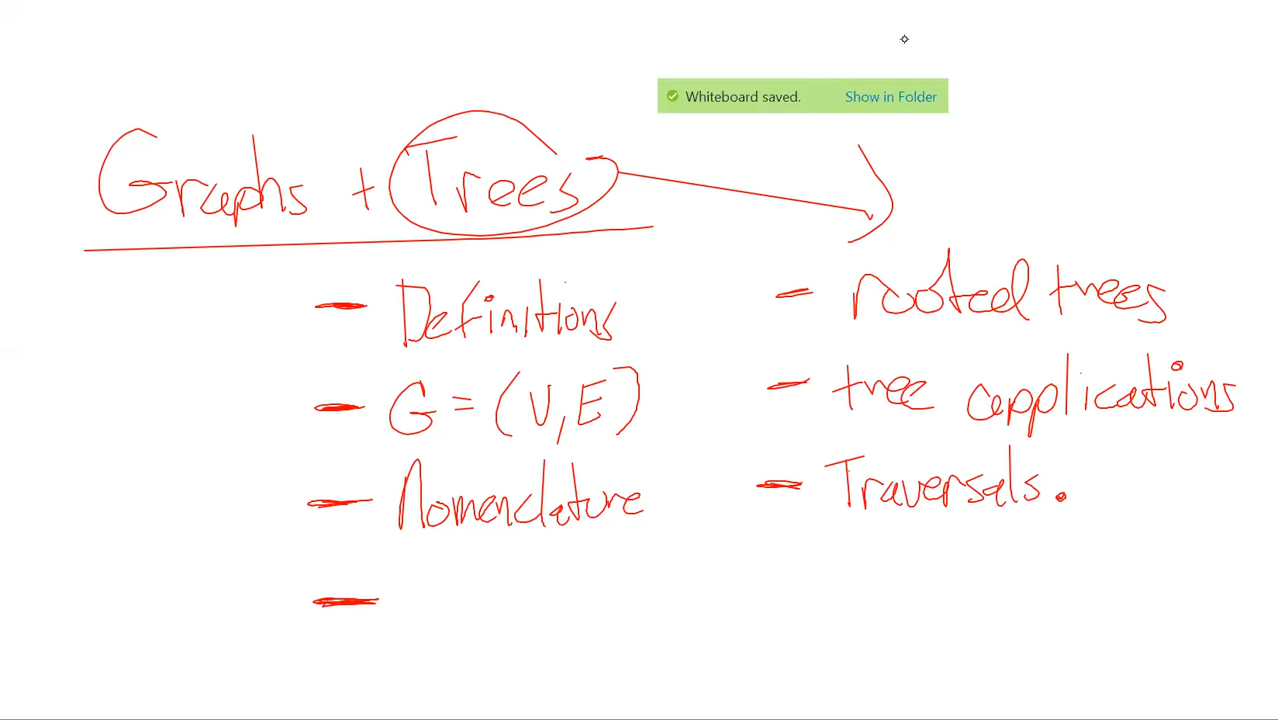 Whiteboard saved. Show in Folder
Graphs + Trees
- Definitions
- G = (V, E)
- Nomenclature
-
- rooted trees
- tree applications
- Traversals.